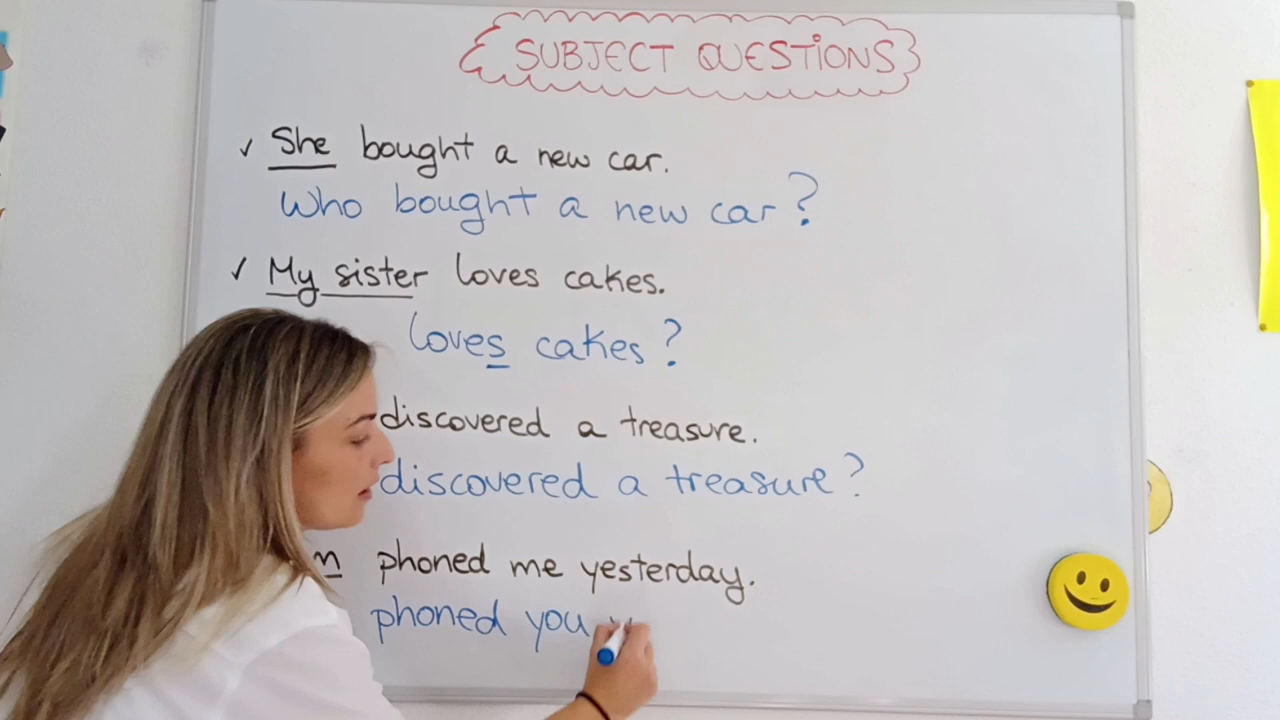 SUBJECT QUESTIONS
✓ She bought a new car.
Who bought a new car?
✓ My sister loves cakes.
loves cakes?
discovered a treasure.
discovered a treasure?
phoned me yesterday.
phoned you